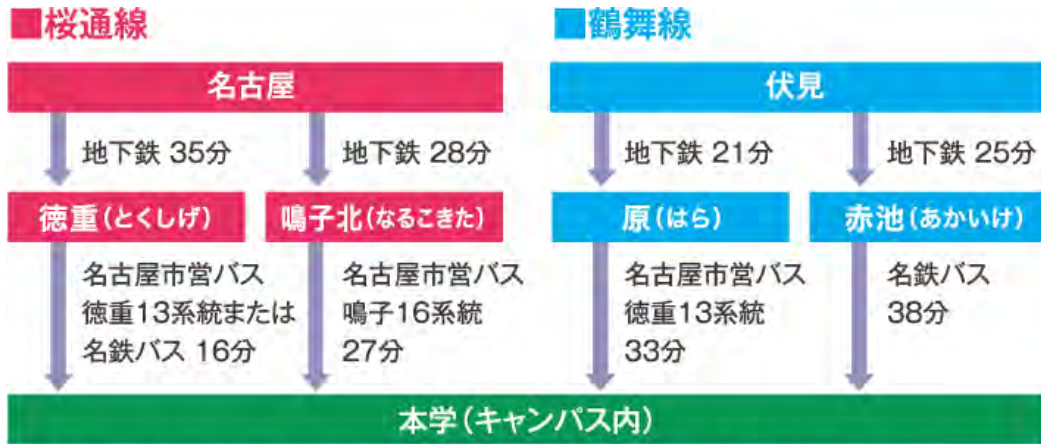 ■桜通線
名古屋
地下鉄 35分
地下鉄 28分
徳重(とくしげ)
鳴子北(なるこきた)
名古屋市営バス
徳重13系統または
名鉄バス 16分
名古屋市営バス
鳴子16系統
27分
■鶴舞線
伏見
地下鉄 21分
地下鉄 25分
原(はら)
赤池(あかいけ)
名古屋市営バス
徳重13系統
33分
名鉄バス
38分
本学(キャンパス内)